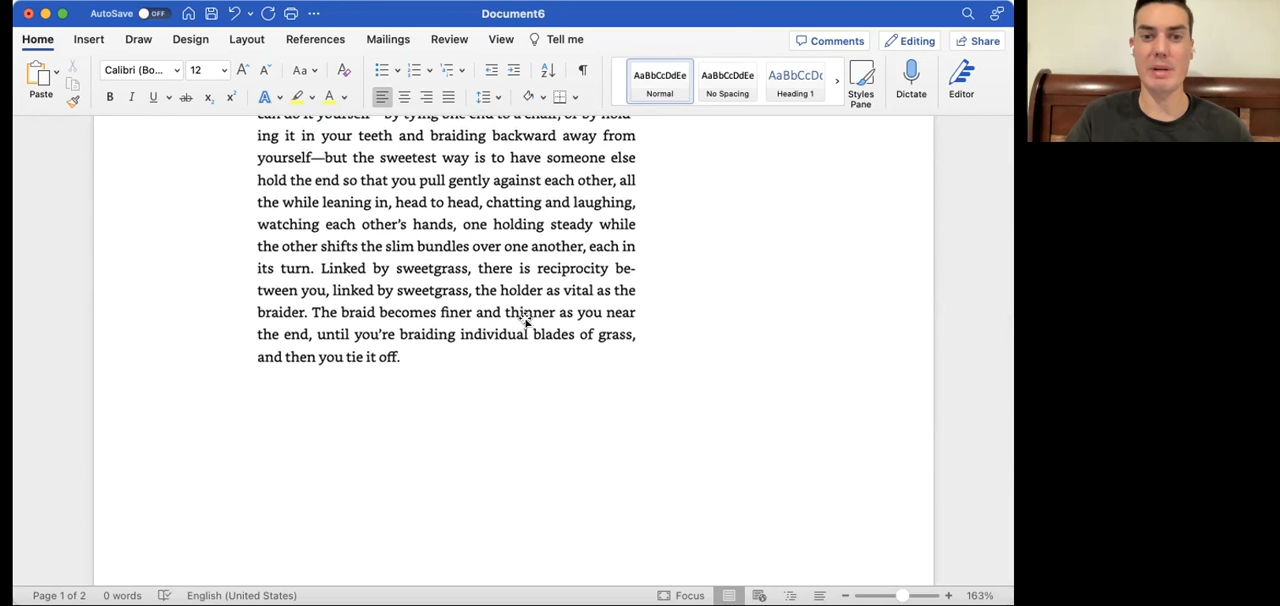 AutoSave OFF
Document6
Home Insert Draw Design Layout References Mailings Review View Tell me
Comments Editing Share
Paste
Calibri (Bo... 12
Aa
B I U ab x2 x2 A A
AaBbCcDdEe AaBbCcDdEe AaBbCcDc
Normal No Spacing Heading 1
Styles Pane
Dictate
Editor
can do it yourself—by tying one end to a chair, or by hold-
ing it in your teeth and braiding backward away from
yourself—but the sweetest way is to have someone else
hold the end so that you pull gently against each other, all
the while leaning in, head to head, chatting and laughing,
watching each other's hands, one holding steady while
the other shifts the slim bundles over one another, each in
its turn. Linked by sweetgrass, there is reciprocity be-
tween you, linked by sweetgrass, the holder as vital as the
braider. The braid becomes finer and thinner as you near
the end, until you're braiding individual blades of grass,
and then you tie it off.
Page 1 of 2 0 words English (United States) Focus 163%